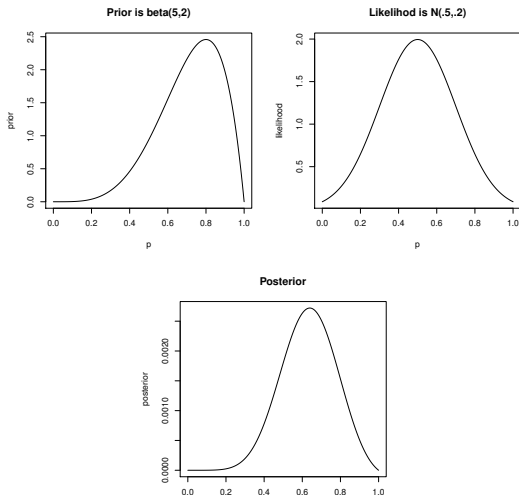 Prior is beta(5,2)
Likelihod is N(.5,.2)
prior
0.0
0.5
1.0
1.5
2.0
2.5
0.0 0.2 0.4 0.6 0.8 1.0
p
likelihood
0.5
1.0
1.5
2.0
0.0 0.2 0.4 0.6 0.8 1.0
p
Posterior
posterior
0.0000
0.0010
0.0020
0.0 0.2 0.4 0.6 0.8 1.0